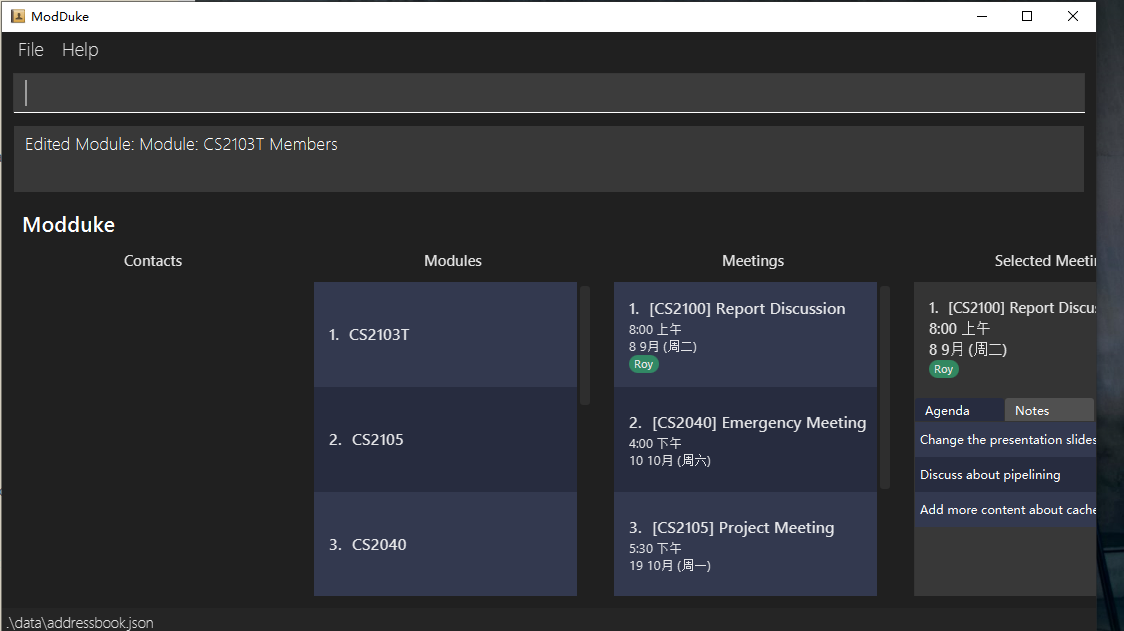 ModDuke
File Help
Edited Module: Module: CS2103T Members
Modduke
Contacts
Modules
1. CS2103T
2. CS2105
3. CS2040
Meetings
1. [CS2100] Report Discussion
8:00 上午
8 9月 (周二)
Roy
2. [CS2040] Emergency Meeting
4:00 下午
10 10月 (周六)
3. [CS2105] Project Meeting
5:30 下午
19 10月 (周一)
Selected Meetin
1. [CS2100] Report Discus
8:00 上午
8 9月 (周二)
Roy
Agenda Notes
Change the presentation slides
Discuss about pipelining
Add more content about cache
.\data\addressbook.json